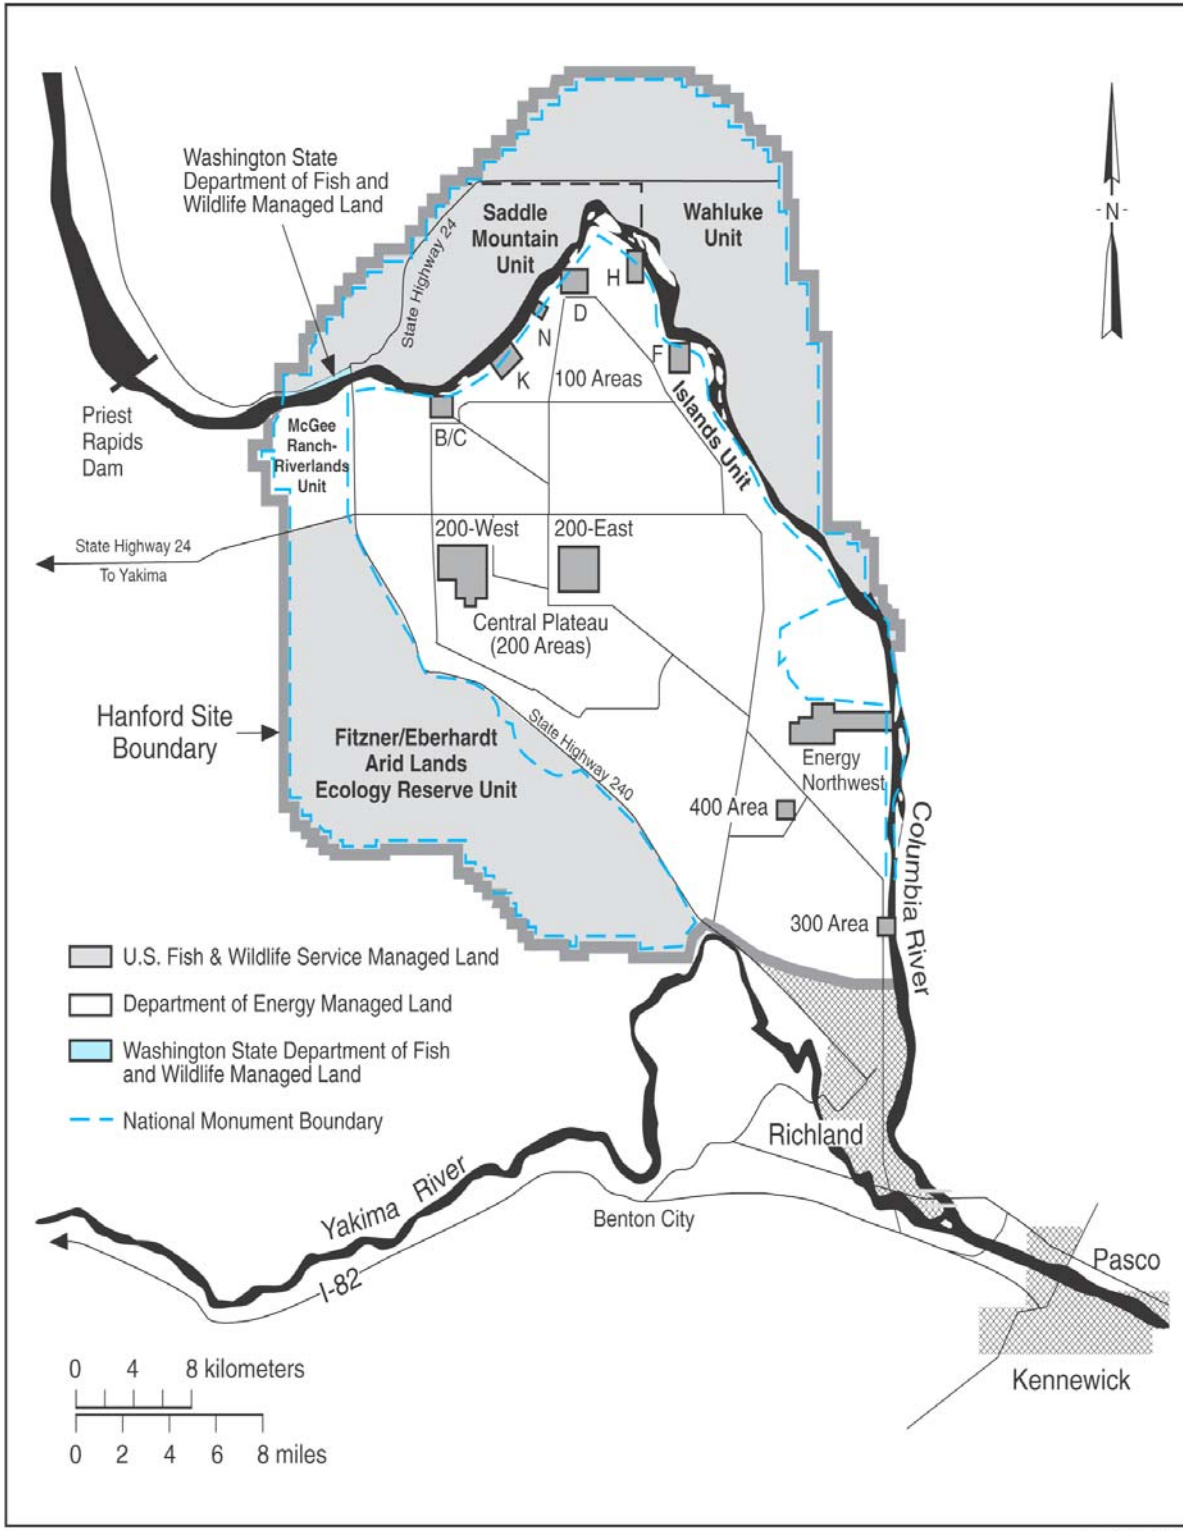 Washington State
Department of Fish and
Wildlife Managed Land
Saddle
Mountain
Unit
Wahluke
Unit
-N-
State Highway 24
H
D
N
F
K
100 Areas
Islands Unit
Priest
Rapids
Dam
McGee
Ranch-
Riverlands
Unit
B/C
State Highway 24
To Yakima
200-West
200-East
Central Plateau
(200 Areas)
Hanford Site
Boundary
Fitzner/Eberhardt
Arid Lands
Ecology Reserve Unit
State Highway 240
Energy
Northwest
400 Area
Columbia River
300 Area
U.S. Fish & Wildlife Service Managed Land
Department of Energy Managed Land
Washington State Department of Fish
and Wildlife Managed Land
National Monument Boundary
Richland
Yakima River
Benton City
I-82
Pasco
Kennewick
0 4 8 kilometers
0 2 4 6 8 miles